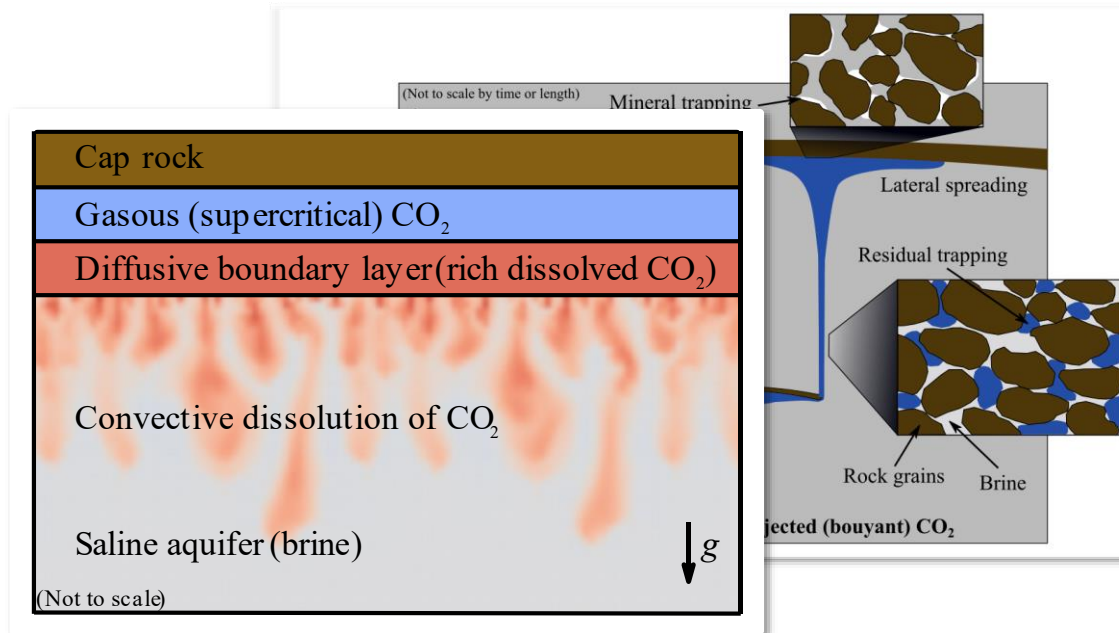 Cap rock
Gasous (supercritical) CO₂
Diffusive boundary layer (rich dissolved CO₂)
Convective dissolution of CO₂
Saline aquifer (brine)
g
(Not to scale)
(Not to scale by time or length)
Mineral trapping
Lateral spreading
Residual trapping
Rock grains
Brine
(bouyant) CO₂